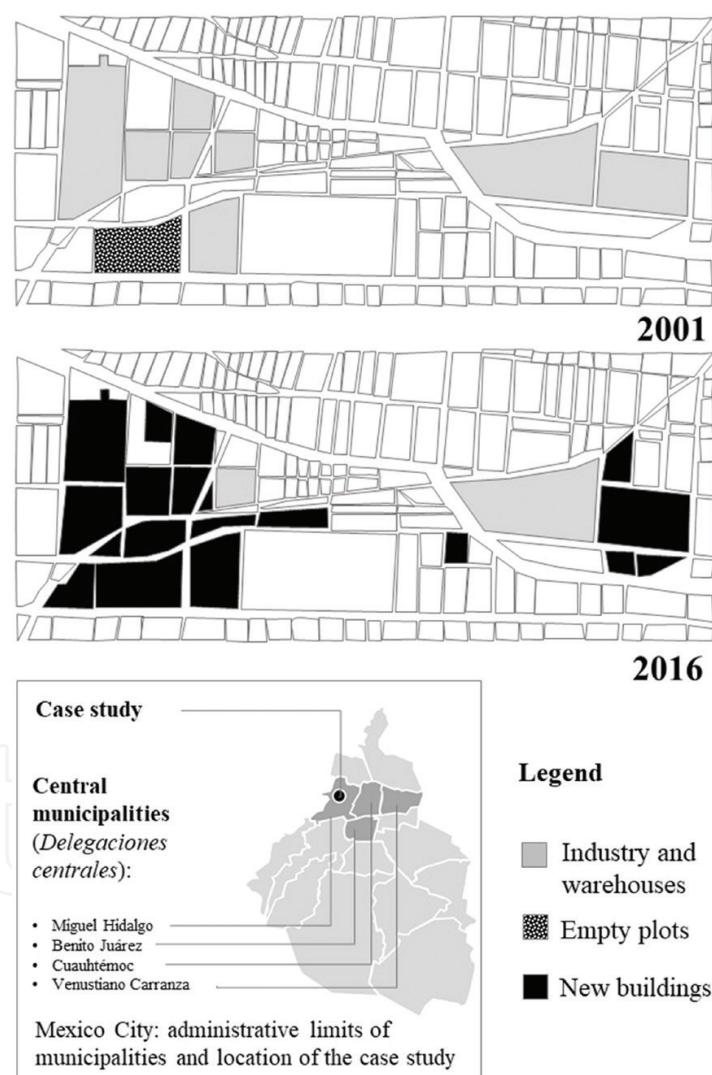 2001
2016
Case study
Central
municipalities
(Delegaciones
centrales):
• Miguel Hidalgo
• Benito Juárez
• Cuauhtémoc
• Venustiano Carranza
Mexico City: administrative limits of
municipalities and location of the case study
Legend
Industry and
warehouses
Empty plots
New buildings